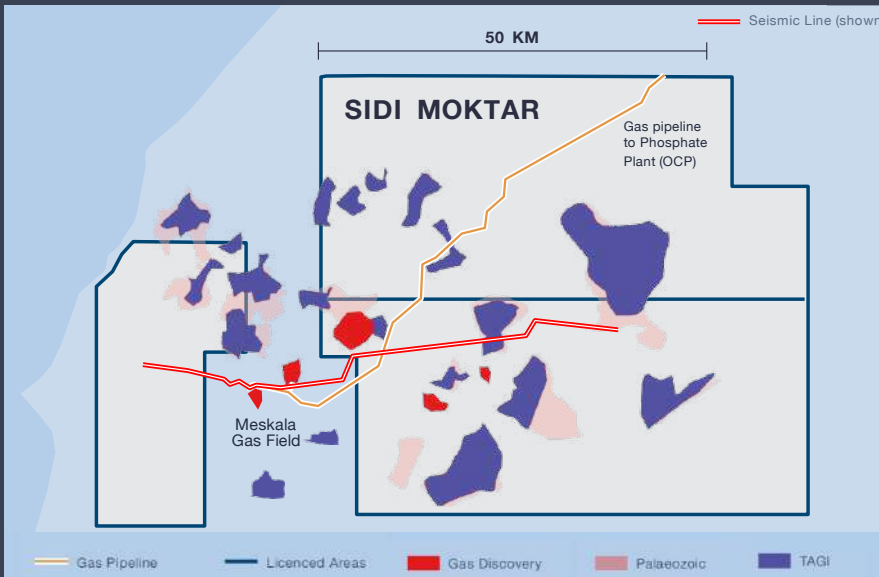 Seismic Line (shown
50 KM
SIDI MOKTAR
Gas pipeline
to Phosphate
Plant (OCP)
Meskala
Gas Field
Gas Pipeline
Licenced Areas
Gas Discovery
Palaeozoic
TAGI